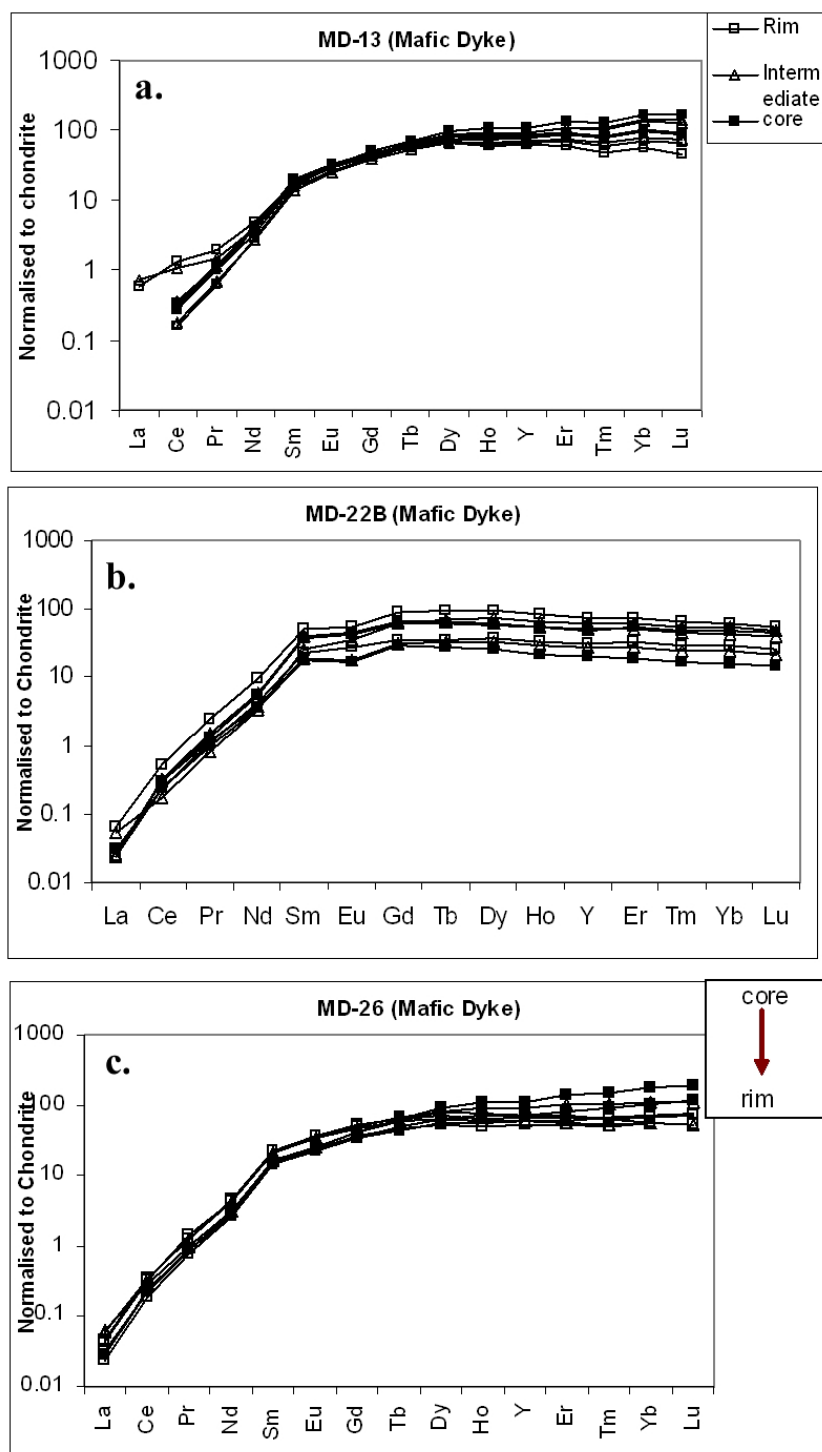 MD-13 (Mafic Dyke)
a.
Rim
Interm
ediate
core
Normalised to chondrite
1000
100
10
1
0.1
0.01
La Ce Pr Nd Sm Eu Gd Tb Dy Ho Y Er Tm Yb Lu
MD-22B (Mafic Dyke)
b.
Normalised to Chondrite
1000
100
10
1
0.1
0.01
La Ce Pr Nd Sm Eu Gd Tb Dy Ho Y Er Tm Yb Lu
MD-26 (Mafic Dyke)
c.
core
rim
Normalised to Chondrite
1000
100
10
1
0.1
0.01
La Ce Pr Nd Sm Eu Gd Tb Dy Ho Y Er Tm Yb Lu